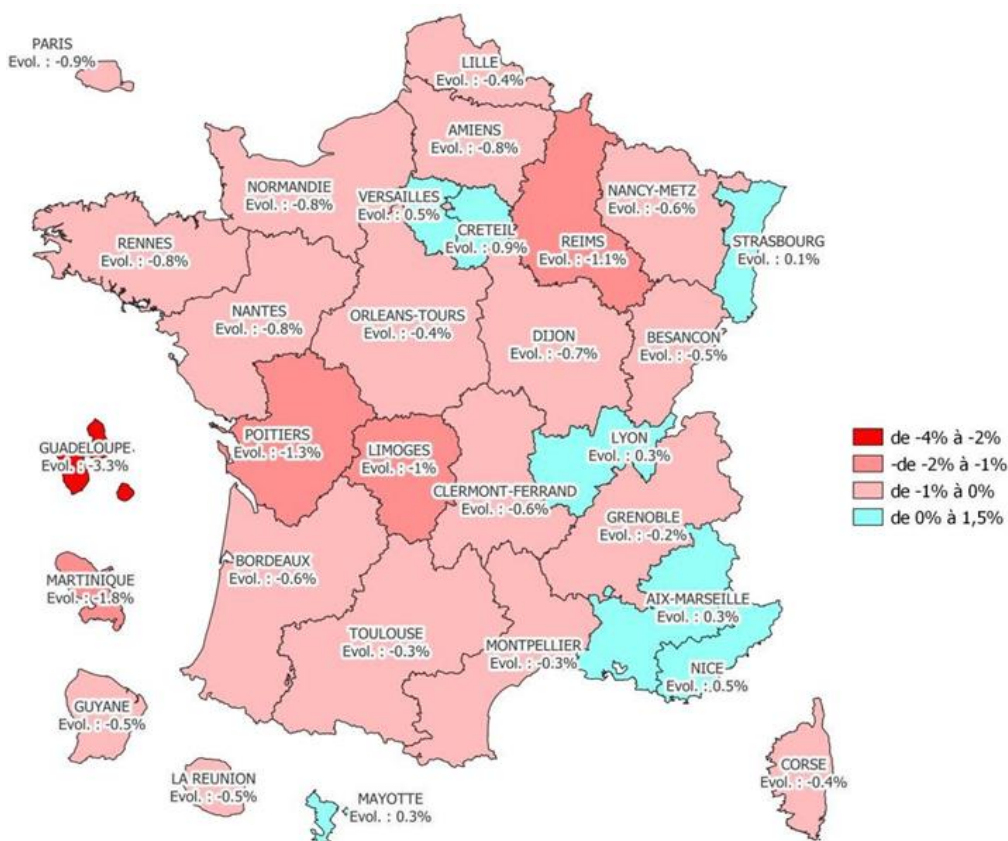 PARIS
Evol. : -0.9%
LILLE
Evol. : -0.4%
AMIENS
Evol. : -0.8%
NORMANDIE
Evol. : -0.8%
VERSAILLES
Evol. : 0.5%
CRETEIL
Evol. : 0.9%
REIMS
Evol. : -1.1%
NANCY-METZ
Evol. : -0.6%
STRASBOURG
Evol. : 0.1%
RENNES
Evol. : -0.8%
NANTES
Evol. : -0.8%
ORLEANS-TOURS
Evol. : -0.4%
DIJON
Evol. : -0.7%
BESANCON
Evol. : -0.5%
GUADELOUPE
Evol. : -3.3%
POITIERS
Evol. : -1.3%
LIMOGES
Evol. : -1%
CLERMONT-FERRAND
Evol. : -0.6%
LYON
Evol. : 0.3%
GRENOBLE
Evol. : -0.2%
de -4% à -2%
-de -2% à -1%
de -1% à 0%
de 0% à 1,5%
MARTINIQUE
Evol. : -1.8%
BORDEAUX
Evol. : -0.6%
TOULOUSE
Evol. : -0.3%
MONTPELLIER
Evol. : -0.3%
AIX-MARSEILLE
Evol. : 0.3%
NICE
Evol. : 0.5%
GUYANE
Evol. : -0.5%
LA REUNION
Evol. : -0.5%
MAYOTTE
Evol. : 0.3%
CORSE
Evol. : -0.4%